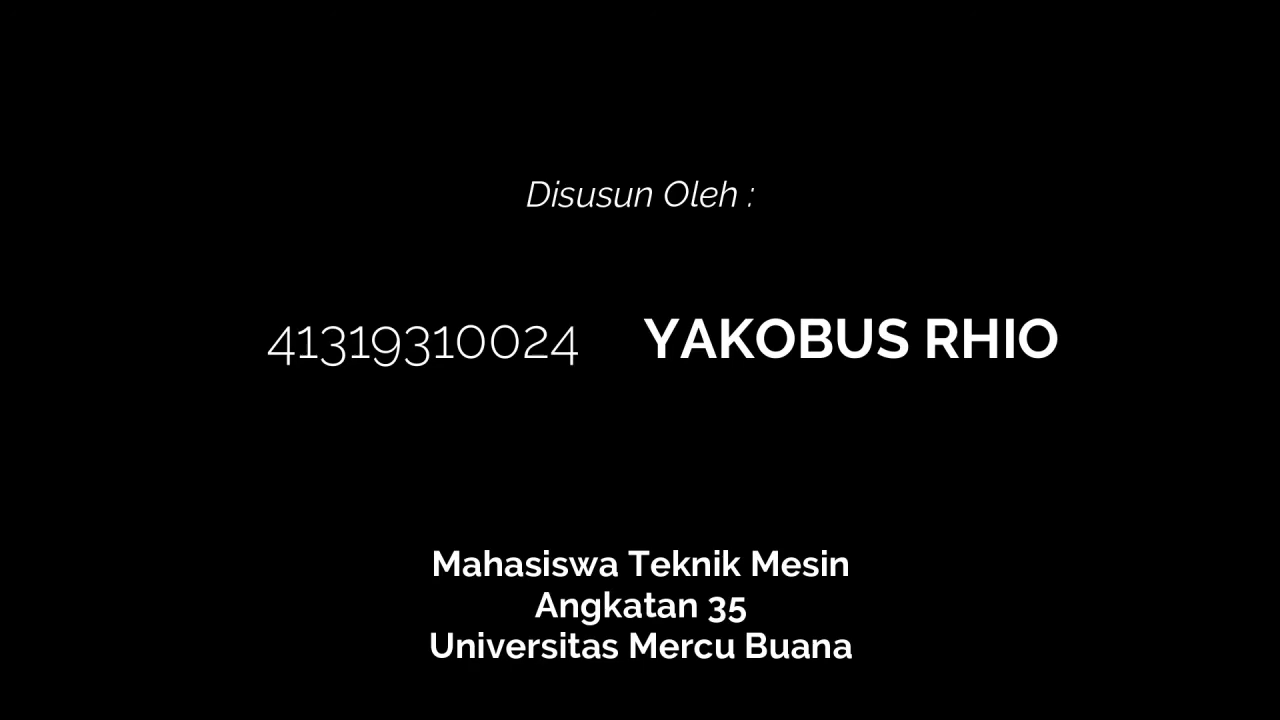 Disusun Oleh :
41319310024 YAKOBUS RHIO
Mahasiswa Teknik Mesin
Angkatan 35
Universitas Mercu Buana